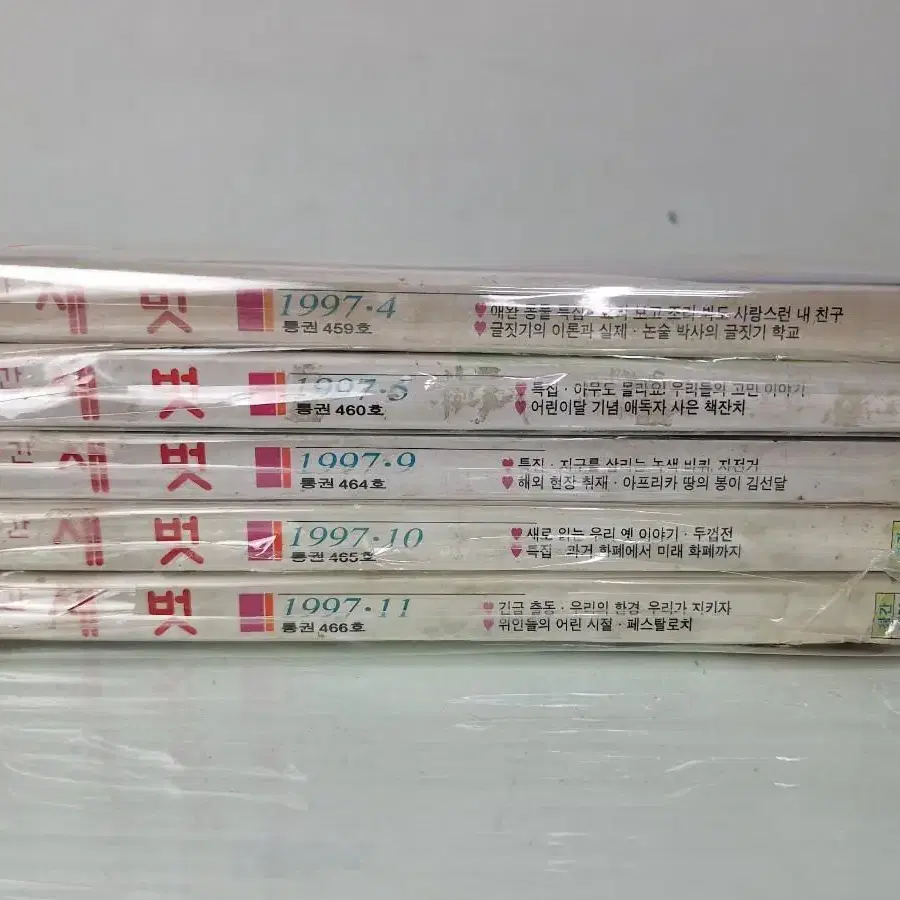 새 벗 1997·4
통권 459호
애완 동물 특집 보고 사랑스런 내 친구
글짓기의 이론과 실제 · 논술 박사의 글짓기 학교
간 새 벗 1997·5
통권 460호
특집 · 아무도 몰라요! 우리들의 고민 이야기
어린이달 기념 애독자 사은 책잔치
간 새 벗 1997·9
통권 464호
특집 · 지구를 살리는 녹색 바퀴, 자전거
해외 현장 취재 · 아프리카 땅의 봉이 김선달
간 새 벗 1997·10
통권 465호
새로 읽는 우리 옛 이야기 · 두껍전
특집 · 과거 화폐에서 미래 화폐까지
간 새 벗 1997·11
통권 466호
긴급 출동 · 우리의 환경 우리가 지키자
위인들의 어린 시절 · 페스탈로치